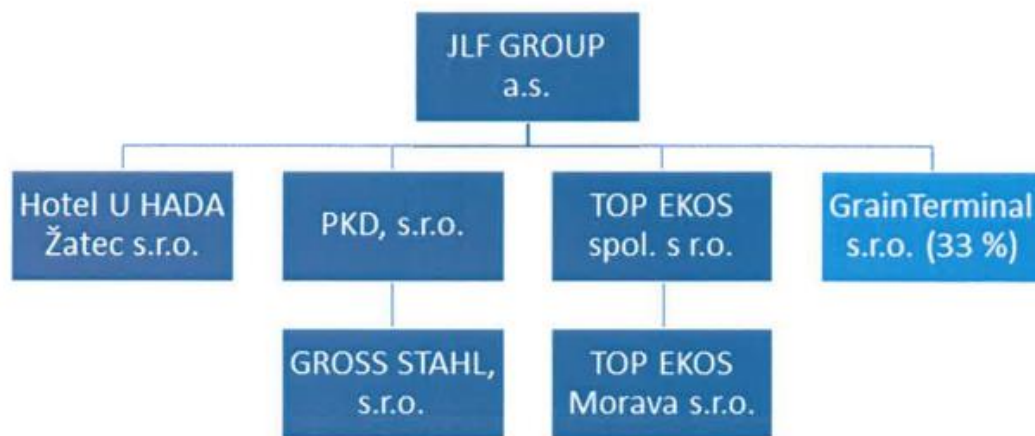 JLF GROUP
a.s.
Hotel U HADA
Žatec s.r.o.
PKD, s.r.o.
TOP EKOS
spol. s r.o.
GrainTerminal
s.r.o. (33 %)
GROSS STAHL,
s.r.o.
TOP EKOS
Morava s.r.o.